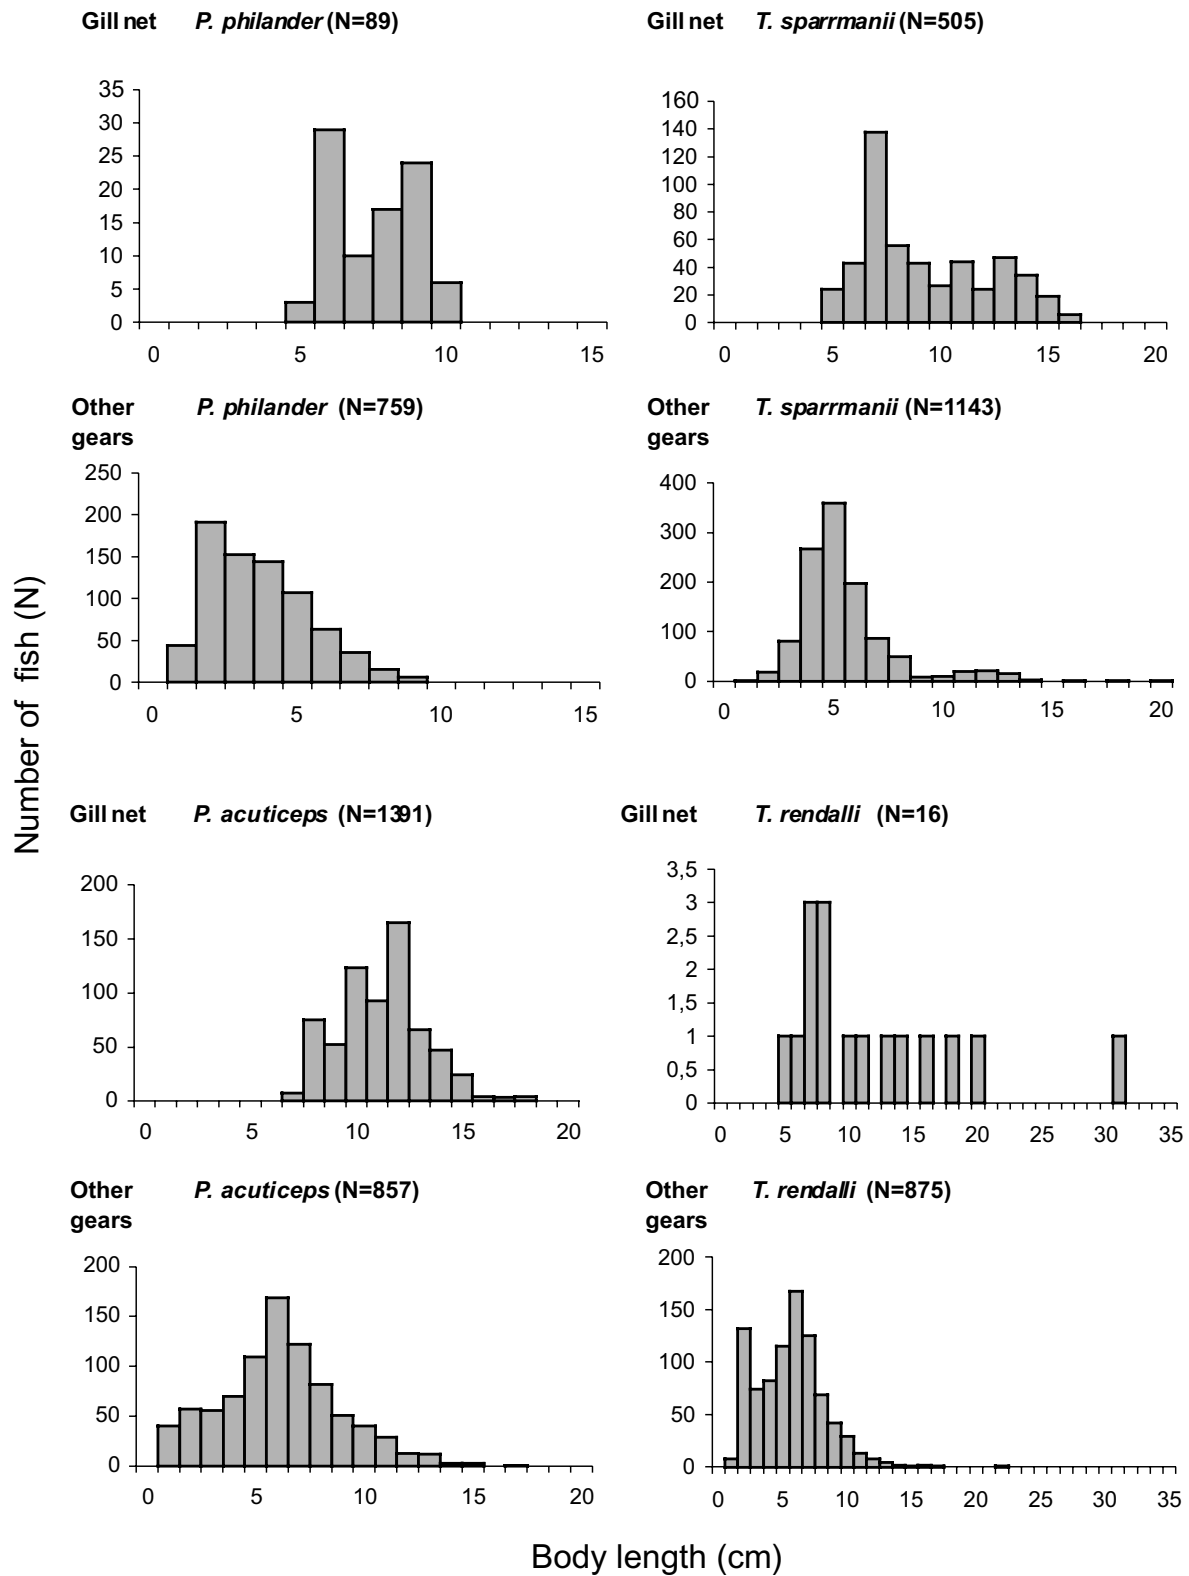 Gill net P. philander (N=89)
Gill net T. sparrmanii (N=505)
35
30
25
20
15
10
5
0
0 5 10 15
160
140
120
100
80
60
40
20
0
0 5 10 15 20
Other P. philander (N=759)
gears
250
200
150
100
50
0
0 5 10 15
Other T. sparrmanii (N=1143)
gears
400
300
200
100
0
0 5 10 15 20
Number of fish (N)
Gill net P. acuticeps (N=1391)
200
150
100
50
0
0 5 10 15 20
Gill net T. rendalli (N=16)
3,5
3
2,5
2
1,5
1
0,5
0
0 5 10 15 20 25 30 35
Other P. acuticeps (N=857)
gears
200
150
100
50
0
0 5 10 15 20
Other T. rendalli (N=875)
gears
200
150
100
50
0
0 5 10 15 20 25 30 35
Body length (cm)